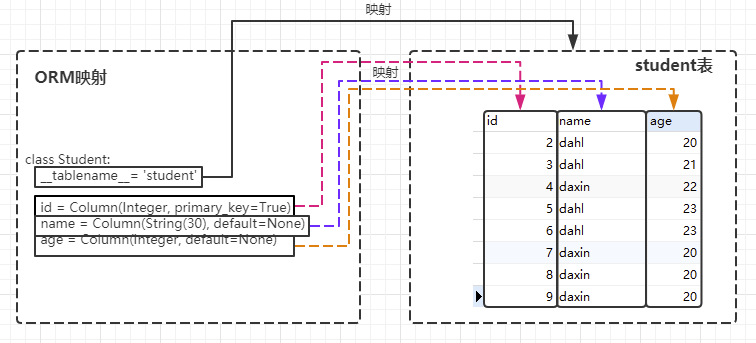 映射
ORM映射
student表
映射
class Student:
__tablename__= 'student'
id = Column(Integer, primary_key=True)
name = Column(String(30), default=None)
age = Column(Integer, default=None)
id name age
2 dahl 20
3 dahl 21
4 daxin 22
5 dahl 23
6 dahl 23
7 daxin 20
8 daxin 20
9 daxin 20